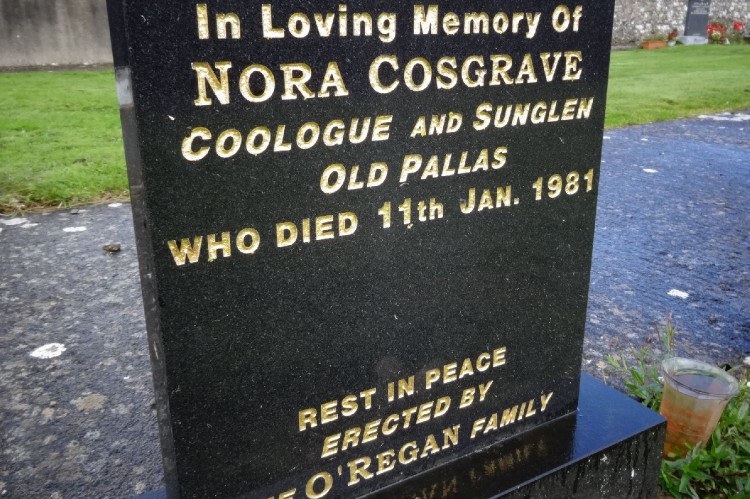 In Loving Memory Of
NORA COSGRAVE
COOLOGUE AND SUNGLEN
OLD PALLAS
WHO DIED 11th JAN. 1981
REST IN PEACE
ERECTED BY
O'REGAN FAMILY